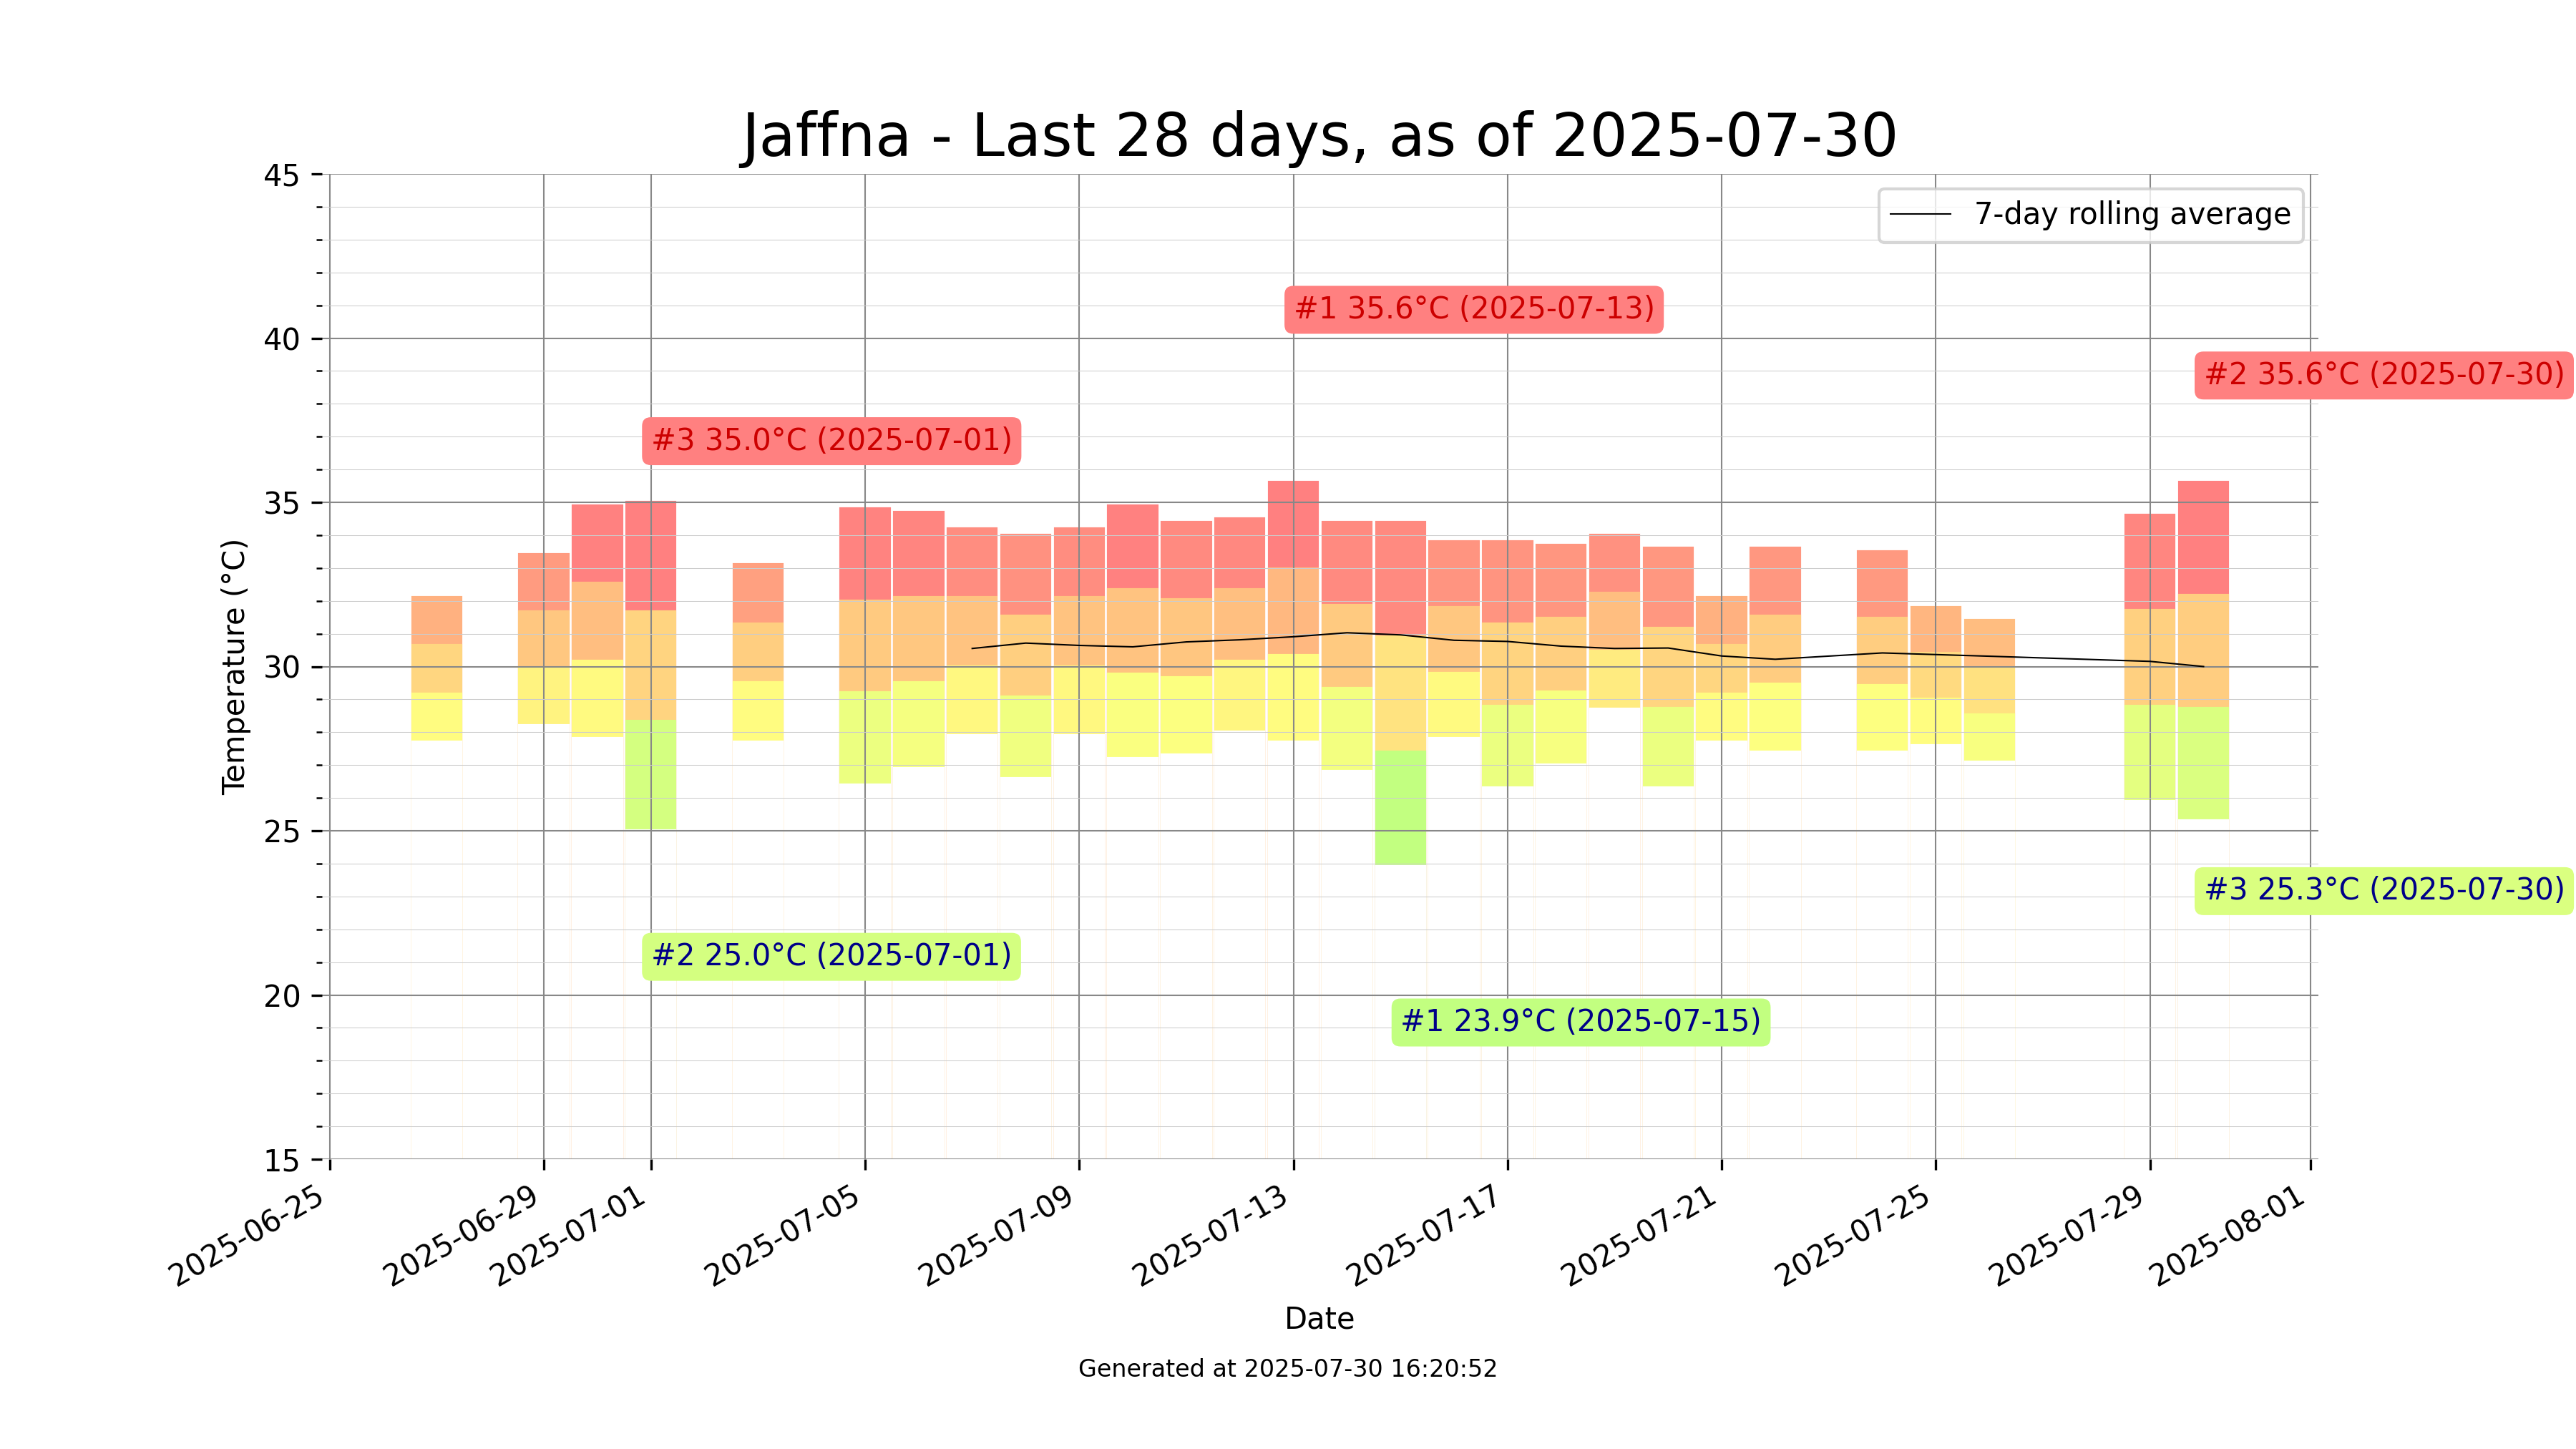 Jaffna - Last 28 days, as of 2025-07-30
45
7-day rolling average
#1 35.6°C (2025-07-13)
40
#2 35.6°C (2025-07-30)
#3 35.0°C (2025-07-01)
35
Temperature (°C)
30
25
#3 25.3°C (2025-07-30)
#2 25.0°C (2025-07-01)
20
#1 23.9°C (2025-07-15)
15
2025-06-25
2025-06-29
2025-07-01
2025-07-05
2025-07-09
2025-07-13
2025-07-17
2025-07-21
2025-07-25
2025-07-29
2025-08-01
Date
Generated at 2025-07-30 16:20:52